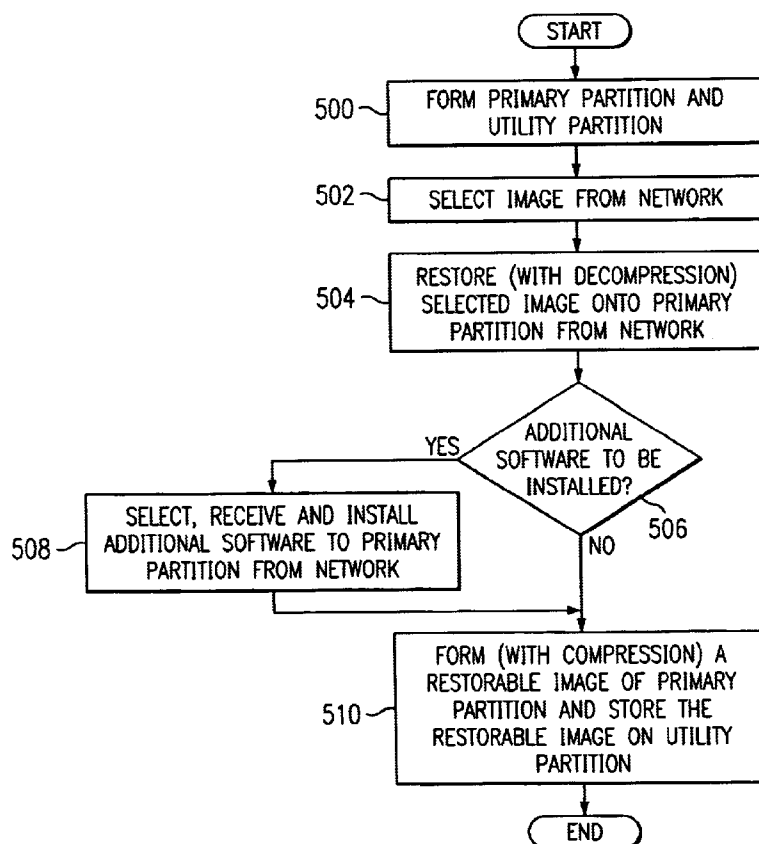 START
500
FORM PRIMARY PARTITION AND
UTILITY PARTITION
502
SELECT IMAGE FROM NETWORK
504
RESTORE (WITH DECOMPRESSION)
SELECTED IMAGE ONTO PRIMARY
PARTITION FROM NETWORK
YES
ADDITIONAL
SOFTWARE TO BE
INSTALLED?
506
NO
508
SELECT, RECEIVE AND INSTALL
ADDITIONAL SOFTWARE TO PRIMARY
PARTITION FROM NETWORK
510
FORM (WITH COMPRESSION) A
RESTORABLE IMAGE OF PRIMARY
PARTITION AND STORE THE
RESTORABLE IMAGE ON UTILITY
PARTITION
END